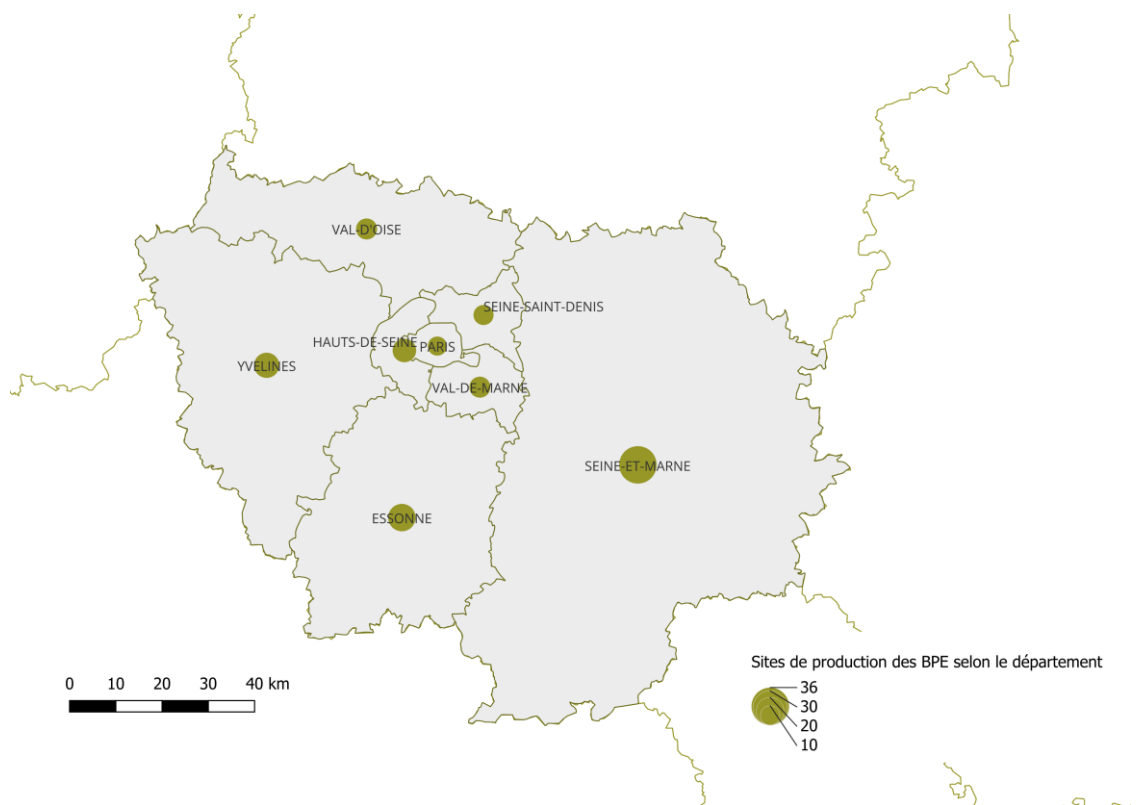 VAL-D'OISE
SEINE-SAINT-DENIS
HAUTS-DE-SEINE
PARIS
YVELINES
VAL-DE-MARNE
SEINE-ET-MARNE
ESSONNE
Sites de production des BPE selon le département
36
30
20
10
0 10 20 30 40 km